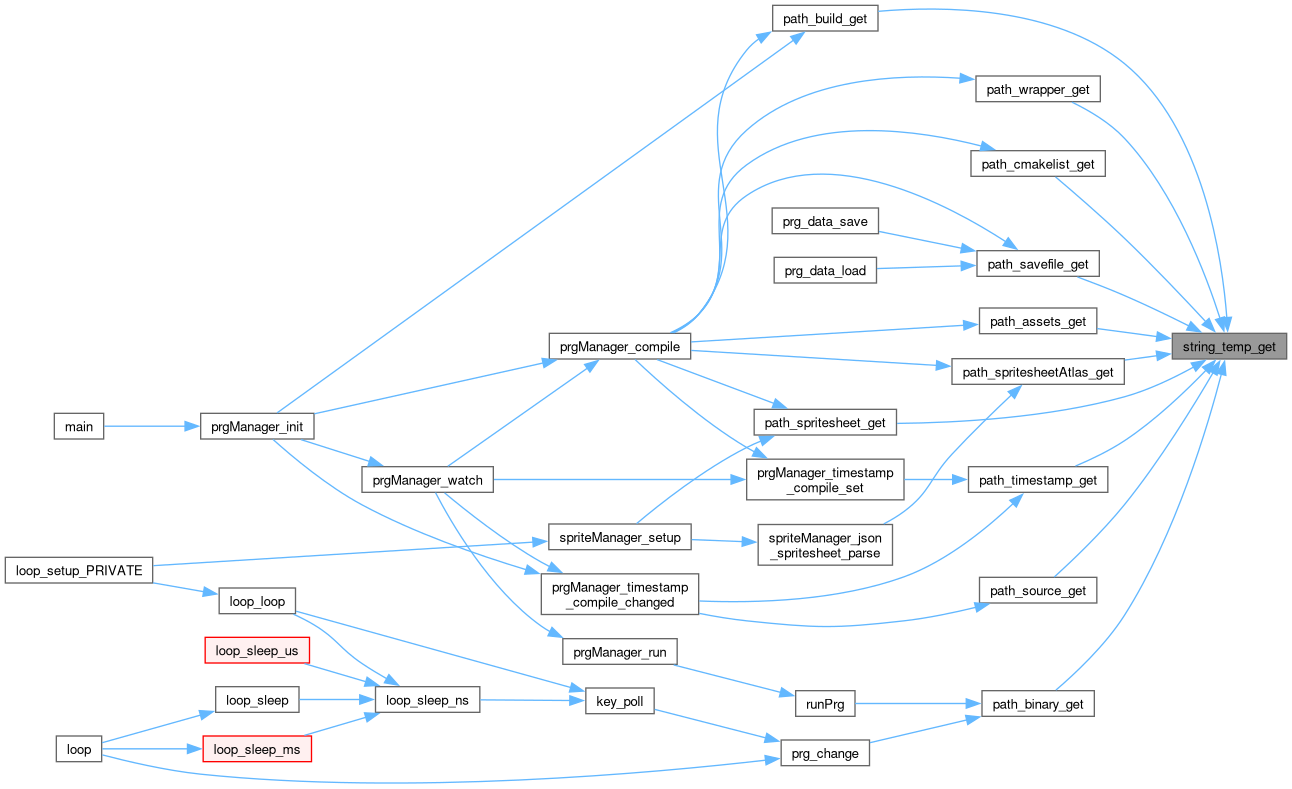 path_build_get
path_wrapper_get
path_cmakelist_get
prg_data_save
path_savefile_get
prg_data_load
path_assets_get
prgManager_compile
string_temp_get
path_spritesheetAtlas_get
main
prgManager_init
path_spritesheet_get
prgManager_watch
prgManager_timestamp
_compile_set
path_timestamp_get
spriteManager_setup
spriteManager_json
_spritesheet_parse
loop_setup_PRIVATE
loop_loop
prgManager_timestamp
_compile_changed
path_source_get
loop_sleep_us
prgManager_run
loop_sleep
loop_sleep_ns
key_poll
runPrg
path_binary_get
loop
loop_sleep_ms
prg_change